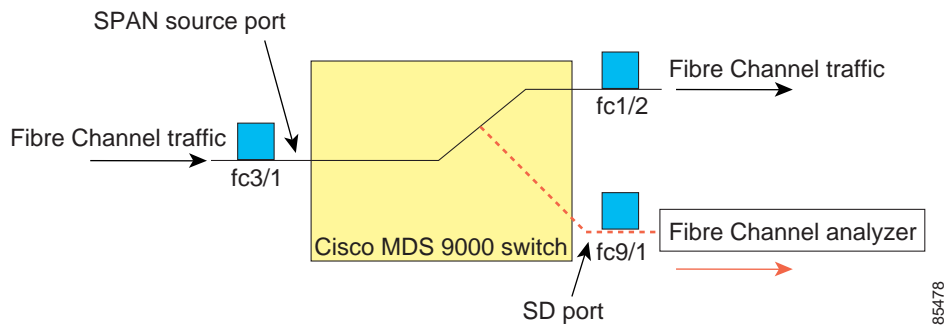 SPAN source port
Fibre Channel traffic
fc1/2
Fibre Channel traffic
fc3/1
Cisco MDS 9000 switch
fc9/1
Fibre Channel analyzer
SD port
85478